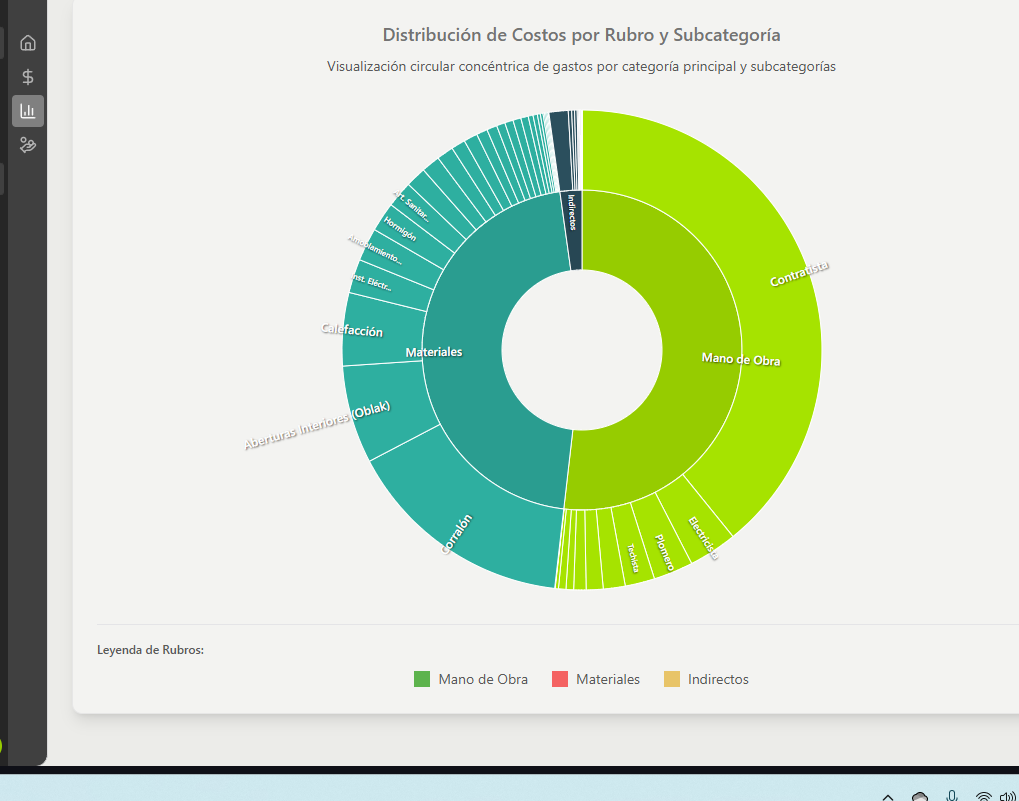 Distribución de Costos por Rubro y Subcategoría
Visualización circular concéntrica de gastos por categoría principal y subcategorías
Indirectos
Art. Sanitar...
Hormigón
Amoblamiento...
Inst. Eléctr...
Calefacción
Materiales
Aberturas Interiores (Oblak)
Corralón
Contratista
Mano de Obra
Electricista
Plomero
Techista
Leyenda de Rubros:
Mano de Obra
Materiales
Indirectos